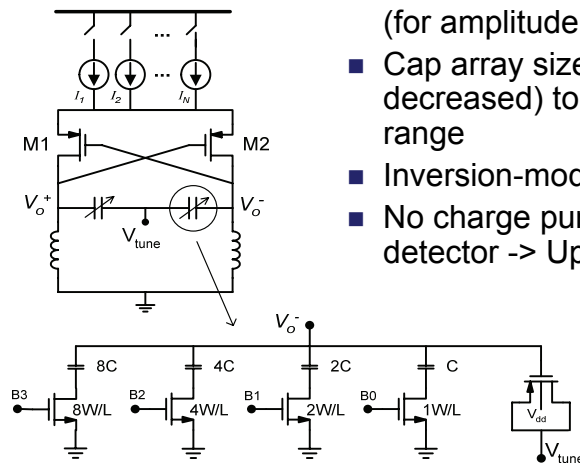 (for amplitude
Cap array size
decreased) to
range
Inversion-mod
No charge pum
detector -> Up
...
...
I1 I2 IN
M1 M2
Vo+ Vo-
Vtune
Vo-
8C 4C 2C C
B3 B2 B1 B0
8W/L 4W/L 2W/L 1W/L
Vdd
Vtune